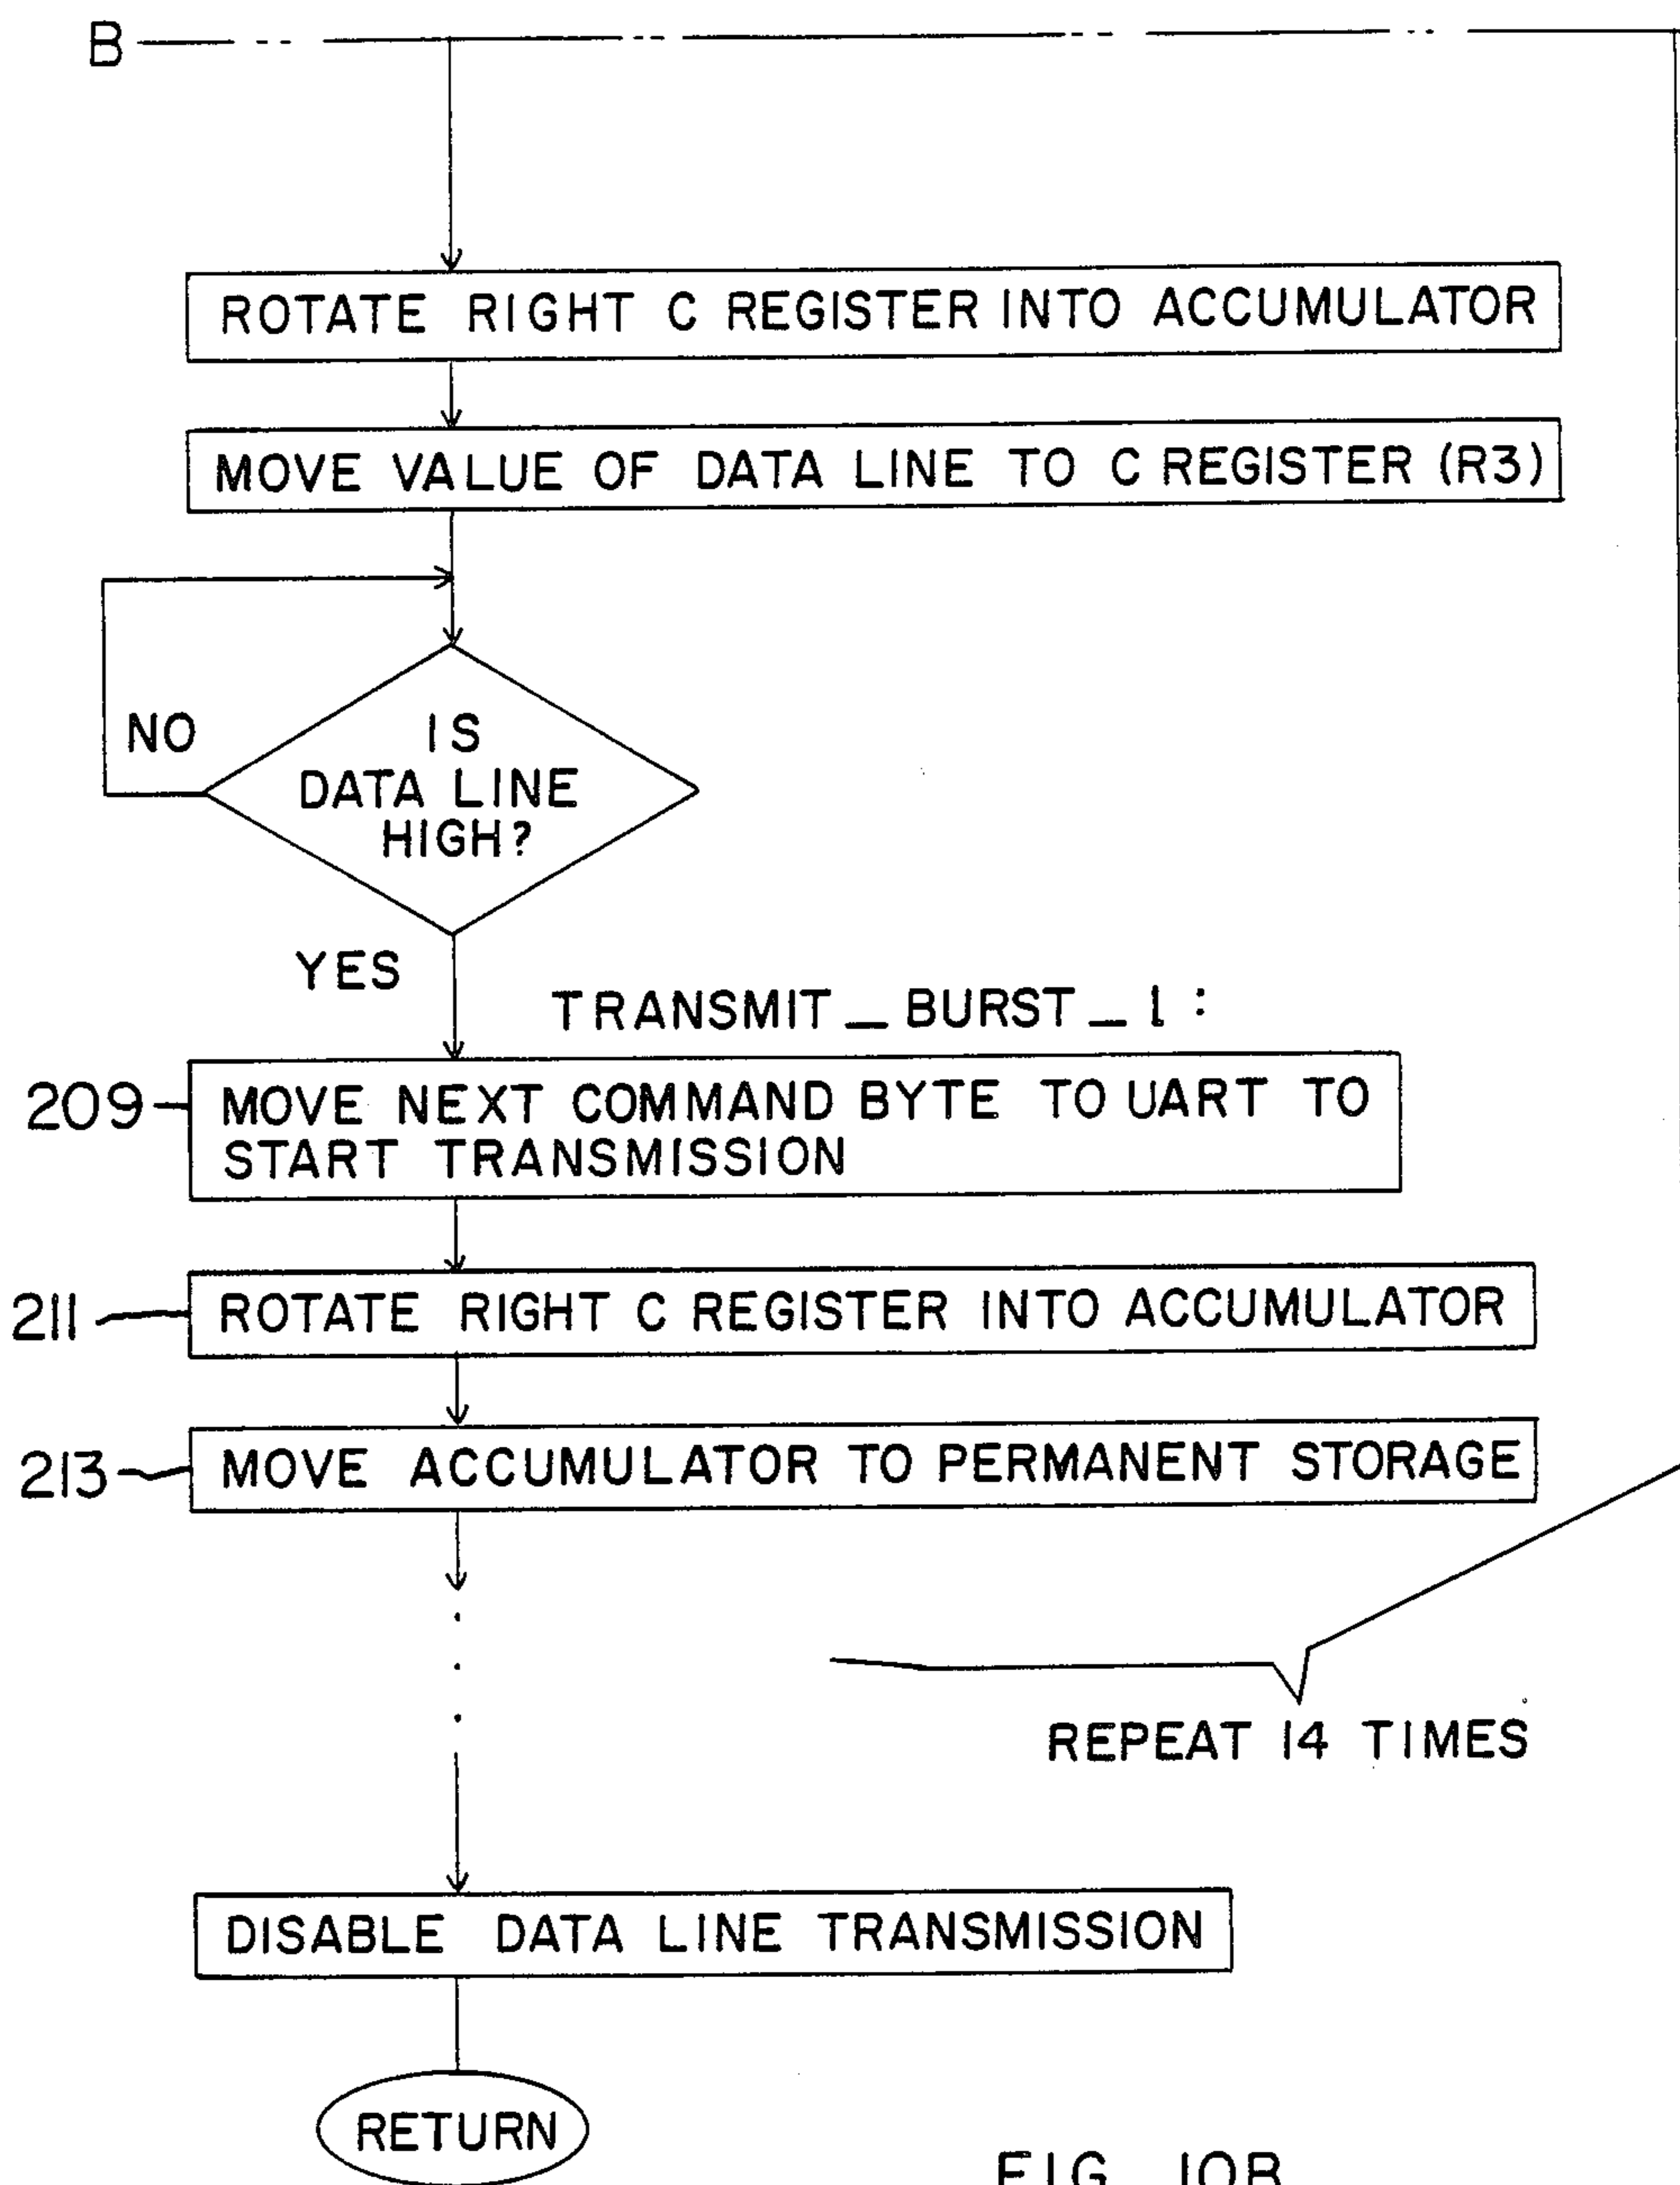 B
ROTATE RIGHT C REGISTER INTO ACCUMULATOR
MOVE VALUE OF DATA LINE TO C REGISTER (R3)
NO
IS
DATA LINE
HIGH?
YES
TRANSMIT_BURST_1:
209
MOVE NEXT COMMAND BYTE TO UART TO
START TRANSMISSION
211
ROTATE RIGHT C REGISTER INTO ACCUMULATOR
213
MOVE ACCUMULATOR TO PERMANENT STORAGE
REPEAT 14 TIMES
DISABLE DATA LINE TRANSMISSION
RETURN
FIG 10B